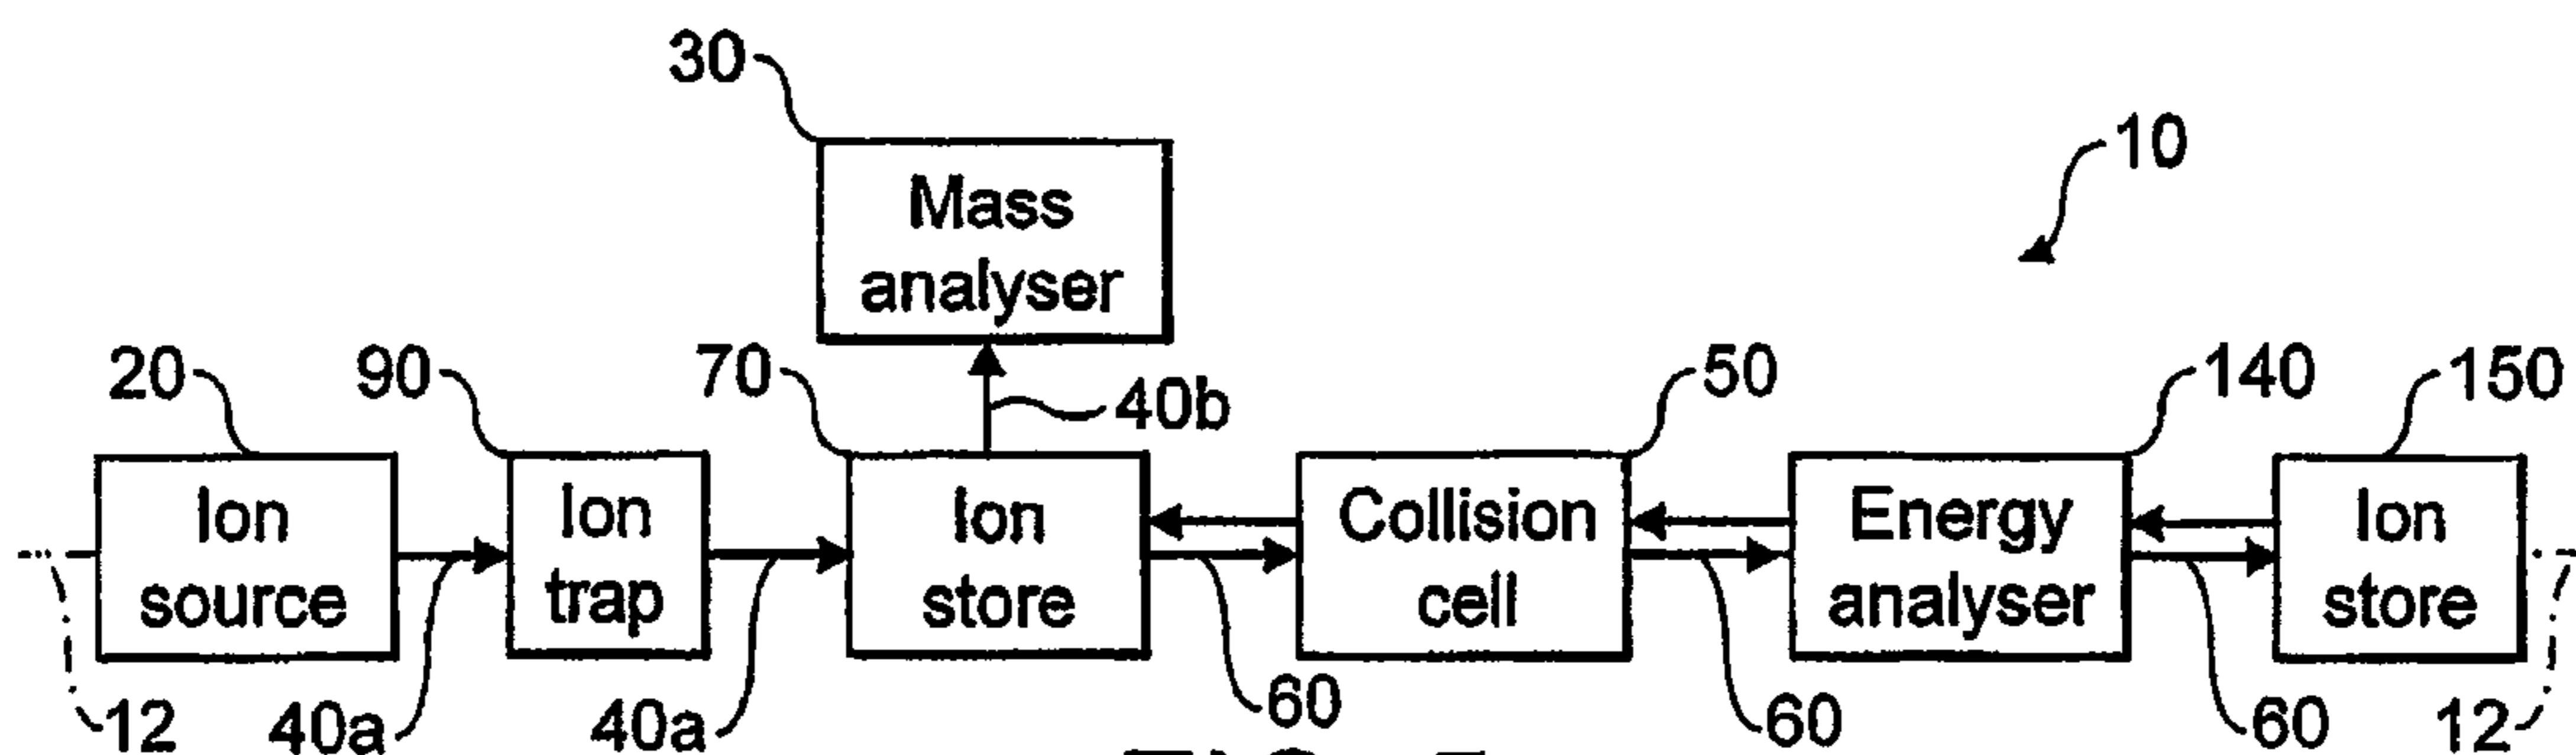 30
10
Mass
analyser
20
90
70
40b
50
140
150
Ion
source
Ion
trap
Ion
store
Collision
cell
Energy
analyser
Ion
store
12
40a
40a
60
60
60
12